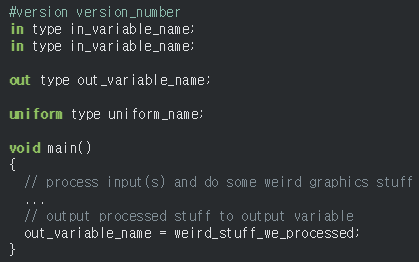 #version version_number
in type in_variable_name;
in type in_variable_name;

out type out_variable_name;

uniform type uniform_name;

void main()
{
  // process input(s) and do some weird graphics stuff
  ...
  // output processed stuff to output variable
  out_variable_name = weird_stuff_we_processed;
}